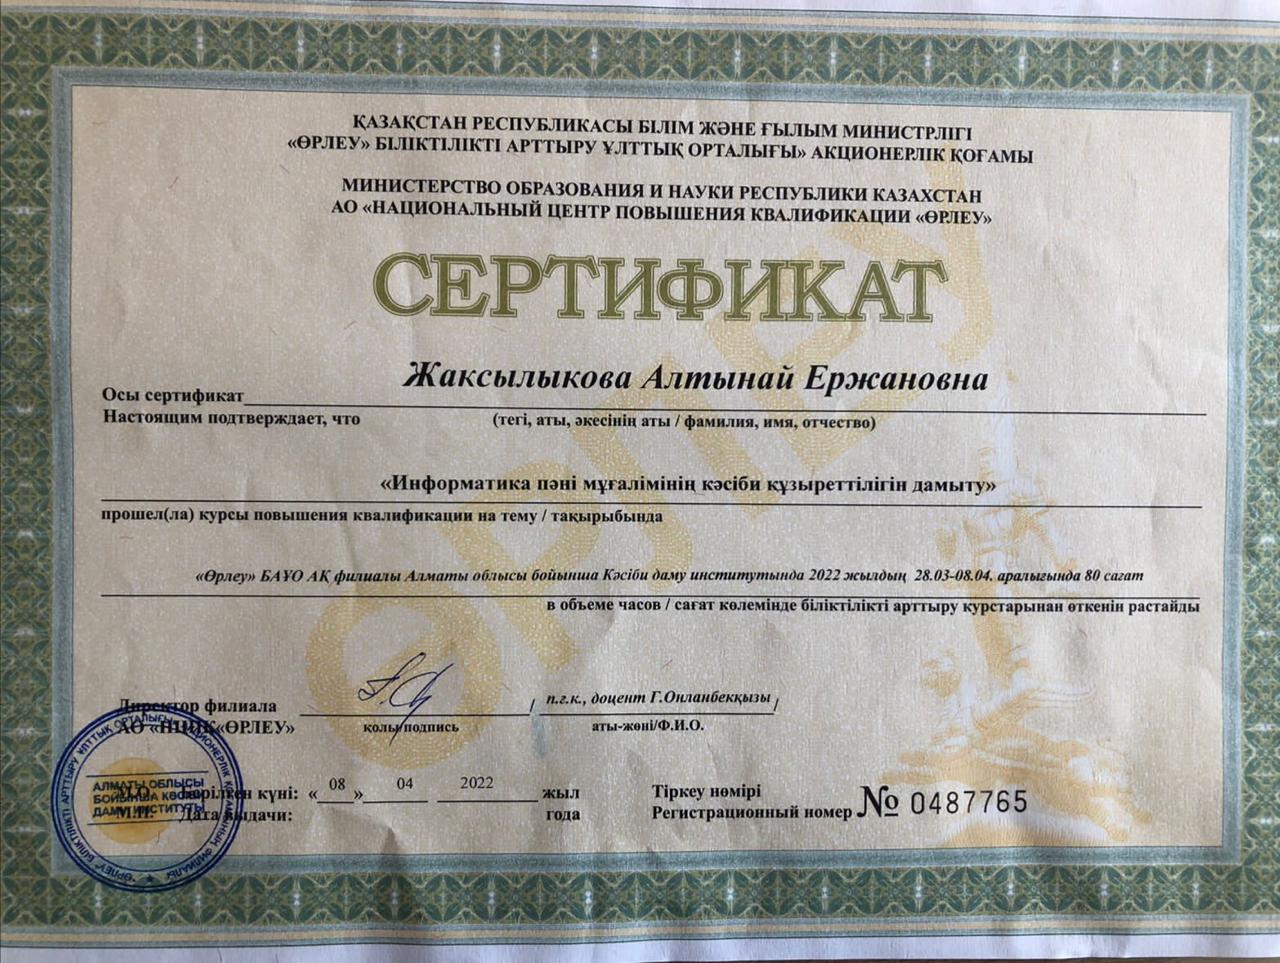 ҚАЗАҚСТАН РЕСПУБЛИКАСЫ БІЛІМ ЖӘНЕ ҒЫЛЫМ МИНИСТРЛІГІ
«ӨРЛЕУ» БІЛІКТІЛІКТІ АРТТЫРУ ҰЛТТЫҚ ОРТАЛЫҒЫ» АКЦИОНЕРЛІК ҚОҒАМЫ
МИНИСТЕРСТВО ОБРАЗОВАНИЯ И НАУКИ РЕСПУБЛИКИ КАЗАХСТАН
АО «НАЦИОНАЛЬНЫЙ ЦЕНТР ПОВЫШЕНИЯ КВАЛИФИКАЦИИ «ӨРЛЕУ»
СЕРТИФИКАТ
Жаксылыкова Алтынай Ержановна
Осы сертификат
Настоящим подтверждает, что (тегі, аты, әкесінің аты / фамилия, имя, отчество)
«Информатика пәні мұғалімінің кәсіби құзыреттілігін дамыту»
прошел(ла) курсы повышения квалификации на тему / тақырыбында
«Өрлеу» БАҰО АҚ филиалы Алматы облысы бойынша Кәсіби даму институтында 2022 жылдың 28.03-08.04. аралығында 80 сағат
в объеме часов / сағат көлемінде біліктілікті арттыру курстарынан өткенін растайды
Директор филиала / п.ғ.к., доцент Г.Онланбекқызы /
АО «НЦПК «ӨРЛЕУ» қолы/подпись аты-жөні/Ф.И.О.
М.О. Берілген күні: « 08 » 04 2022 жыл
М.П. Дата выдачи: года
Тіркеу нөмірі
Регистрационный номер № 0487765
АЛМАТЫ ОБЛЫСЫ
БОЙЫНША КӘСІБИ
ДАМУ ИНСТИТУТЫ
ӨРЛЕУ